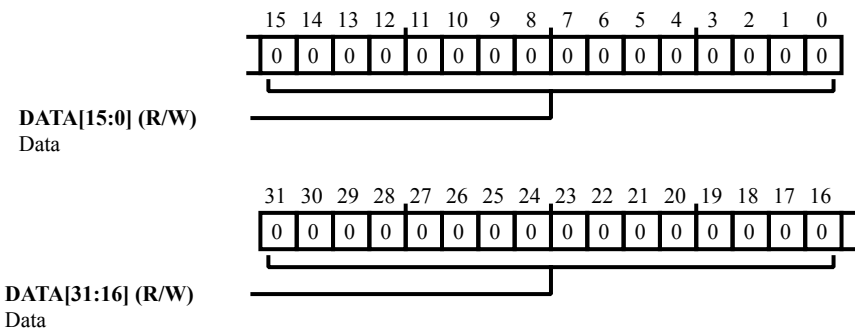 15 14 13 12 11 10 9 8 7 6 5 4 3 2 1 0
0 0 0 0 0 0 0 0 0 0 0 0 0 0 0 0
DATA[15:0] (R/W)
Data
31 30 29 28 27 26 25 24 23 22 21 20 19 18 17 16
0 0 0 0 0 0 0 0 0 0 0 0 0 0 0 0
DATA[31:16] (R/W)
Data